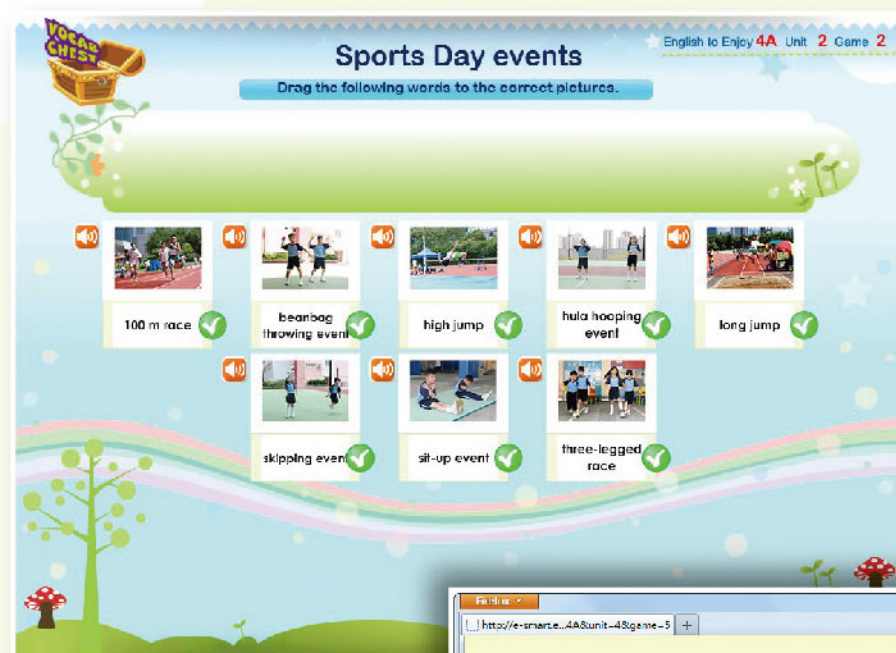 VOCAB
CHEST
English to Enjoy 4A Unit 2 Game 2
Sports Day events
Drag the following words to the correct pictures.
100 m race
beanbag
throwing event
high jump
hula hooping
event
long jump
skipping event
sit-up event
three-legged
race
Firefox
http://e-smart.e...4A&unit=4&game=5